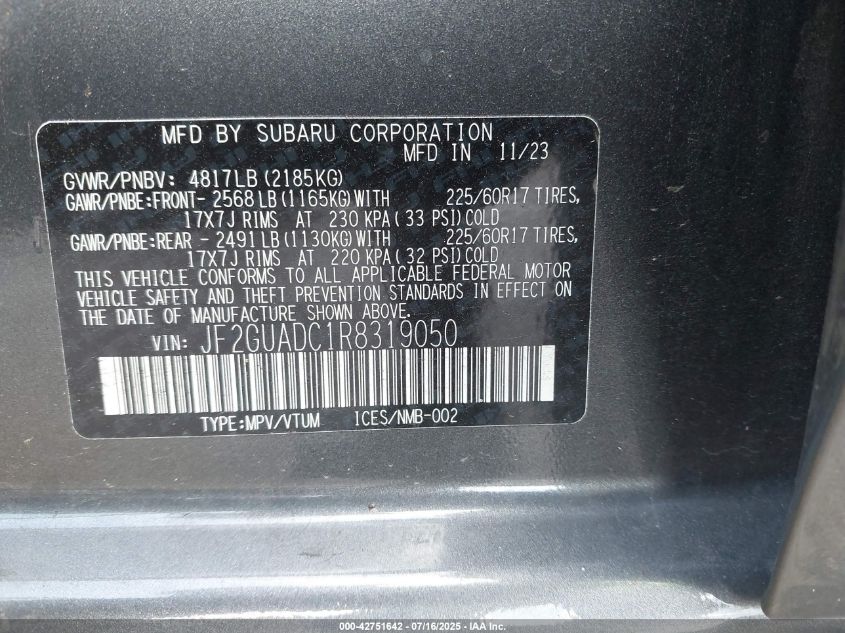 MFD BY SUBARU CORPORATION
MFD IN 11/23
GVWR/PNBV: 4817LB (2185KG)
GAWR/PNBE:FRONT- 2568 LB (1165KG) WITH 225/60R17 TIRES,
17X7J RIMS AT 230 KPA ( 33 PSI) COLD
GAWR/PNBE:REAR - 2491 LB (1130KG) WITH 225/60R17 TIRES,
17X7J RIMS AT 220 KPA ( 32 PSI) COLD
THIS VEHICLE CONFORMS TO ALL APPLICABLE FEDERAL MOTOR
VEHICLE SAFETY AND THEFT PREVENTION STANDARDS IN EFFECT ON
THE DATE OF MANUFACTURE SHOWN ABOVE.
VIN: JF2GUADC1R8319050
TYPE:MPV/VTUM ICES/NMB-002
000-42751642 - 07/16/2025 - IAA Inc.